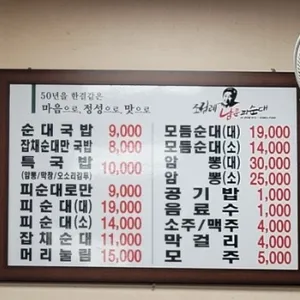 50년을 한결같은
마음으로, 정성으로, 맛으로
순대국밥 9,000
잡채순대만 국밥 8,000
특국밥 10,000
(암뽕/막창/오소리감투)
피순대로만 9,000
피순대(대) 19,000
피순대(소) 14,000
잡채순대 11,000
머리눌림 15,000
모듬순대(대) 19,000
모듬순대(소) 14,000
암뽕(대) 30,000
암뽕(소) 25,000
공기밥 1,000
음료수 1,000
소주/맥주 4,000
막걸리 4,000
모주 5,000